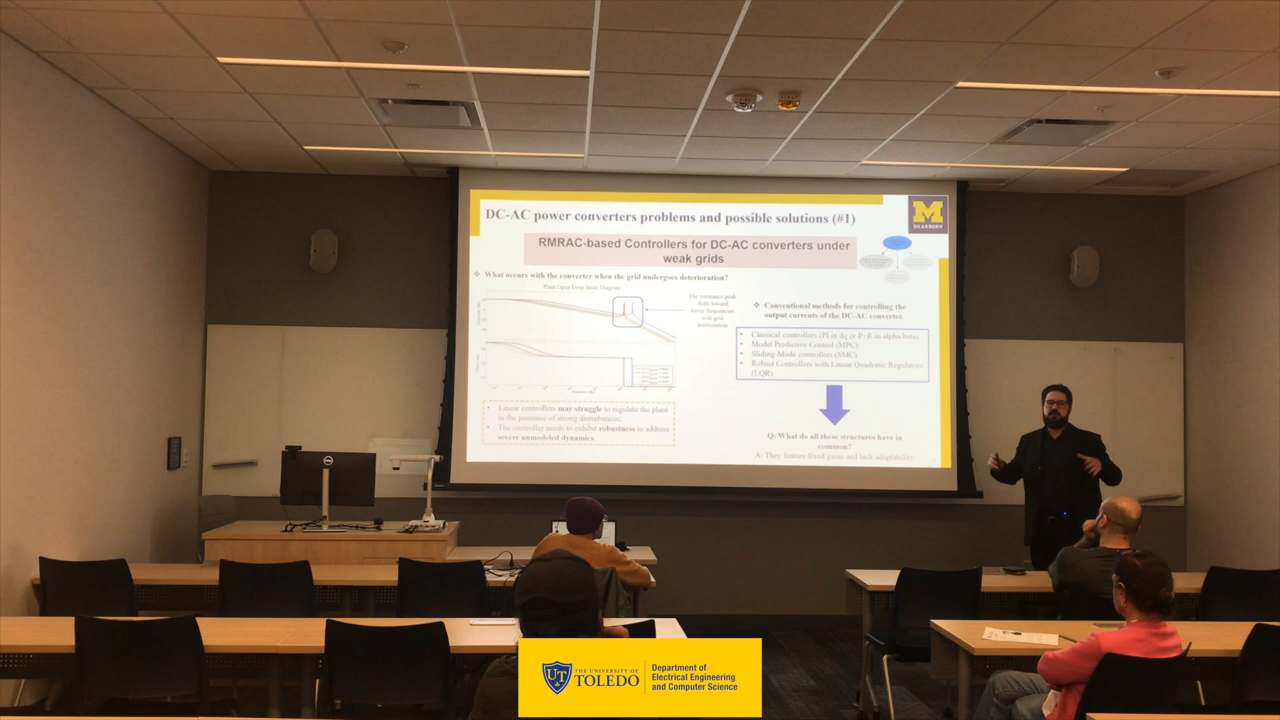 DC-AC power converters problems and possible solutions (#1)
M
DEARBORN
RMRAC-based Controllers for DC-AC converters under
weak grids
What occurs with the converter when the grid undergoes deterioration?
Plant Open Loop Bode Diagram
The resonance peak
shifts toward
lower frequencies
with grid
deterioration
Conventional methods for controlling the
output currents of the DC-AC converter.
Classical controllers (PI in dq or P+R in alpha/beta)
Model Predictive Control (MPC)
Sliding-Mode controllers (SMC)
Robust Controllers with Linear Quadratic Regulators
(LQR)
Linear controllers may struggle to regulate the plant
in the presence of strong disturbances;
The controller needs to exhibit robustness to address
severe unmodeled dynamics.
Q: What do all these structures have in
common?
A: They feature fixed gains and lack adaptability.
DELL
UT
THE UNIVERSITY OF
TOLEDO
Department of
Electrical Engineering
and Computer Science